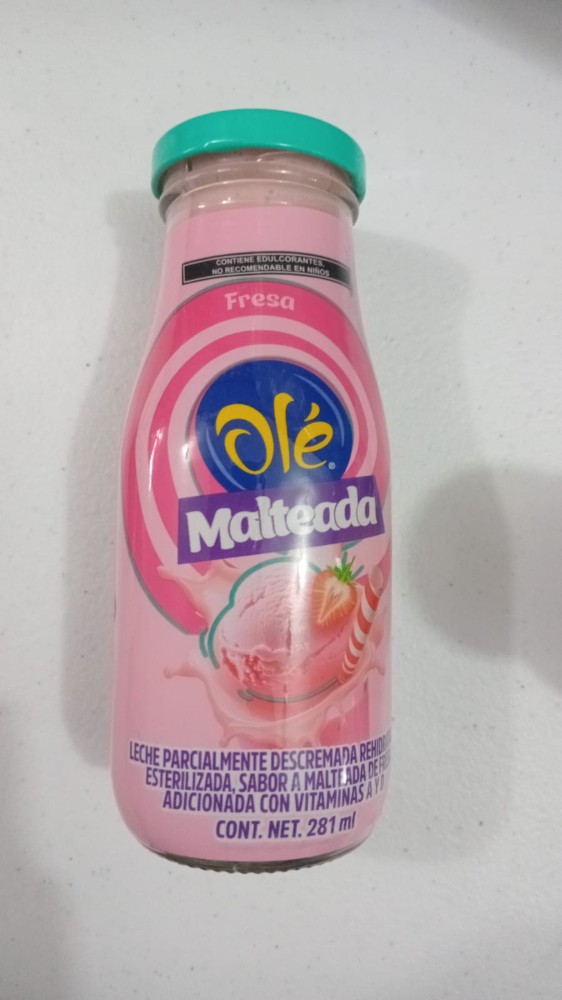 CONTIENE EDULCORANTES,
NO RECOMENDABLE EN NIÑOS
Fresa
Olé®
Malteada
LECHE PARCIALMENTE DESCREMADA
ESTERILIZADA, SABOR A MALTEADA DE
ADICIONADA CON VITAMINAS A Y D
CONT. NET. 281 ml